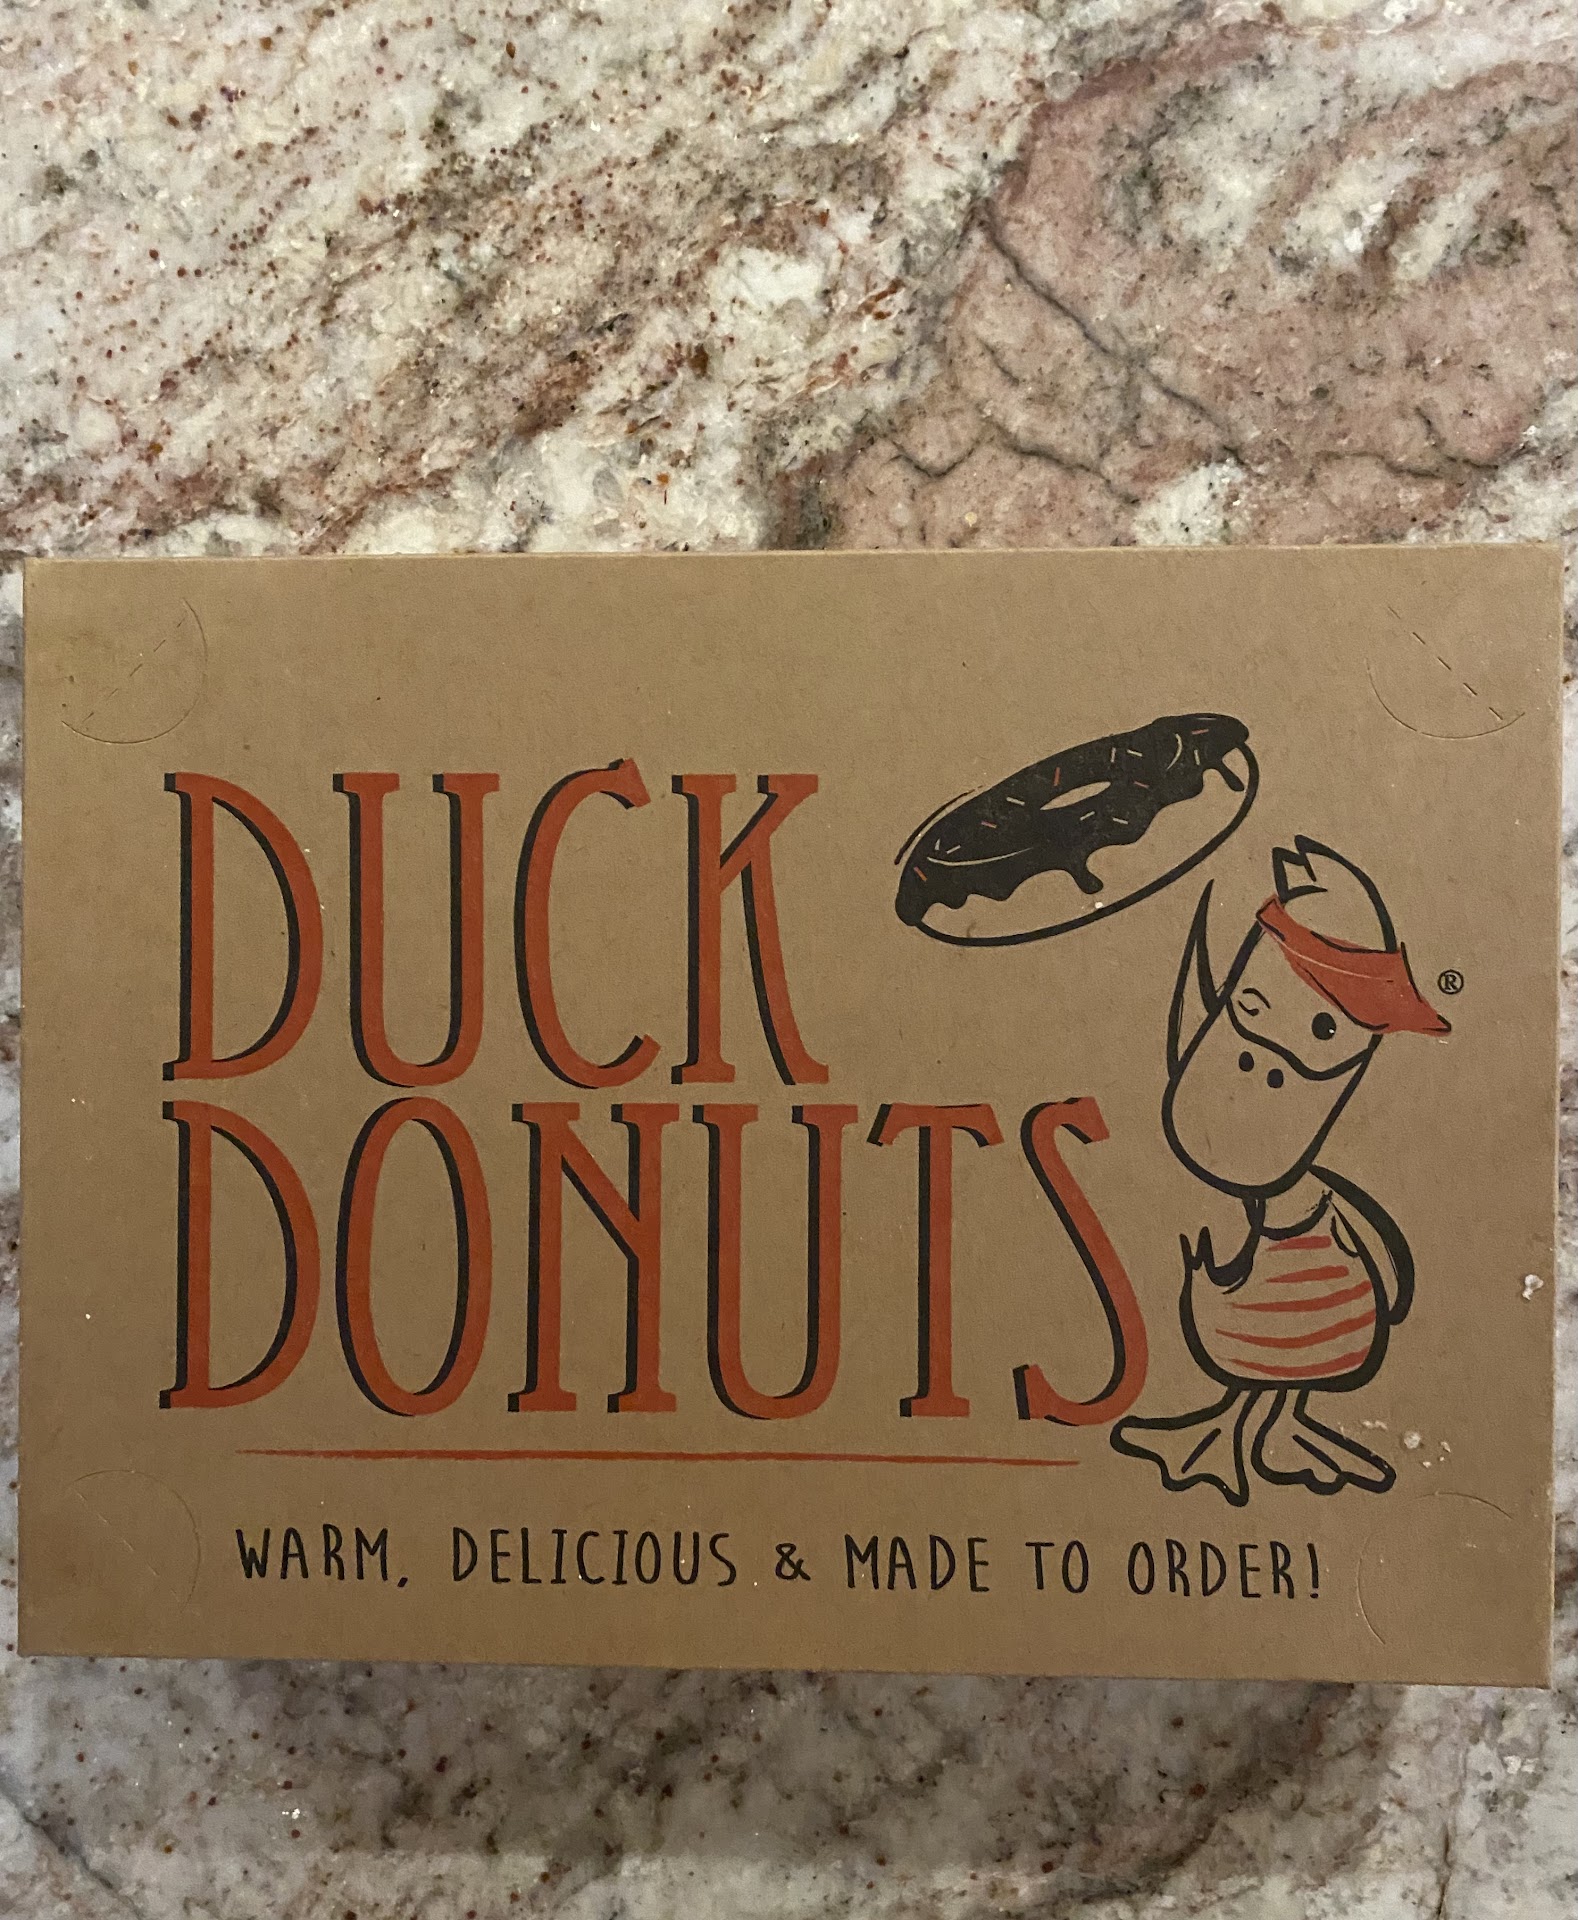 DUCK
®
DONUTS
WARM, DELICIOUS & MADE TO ORDER!